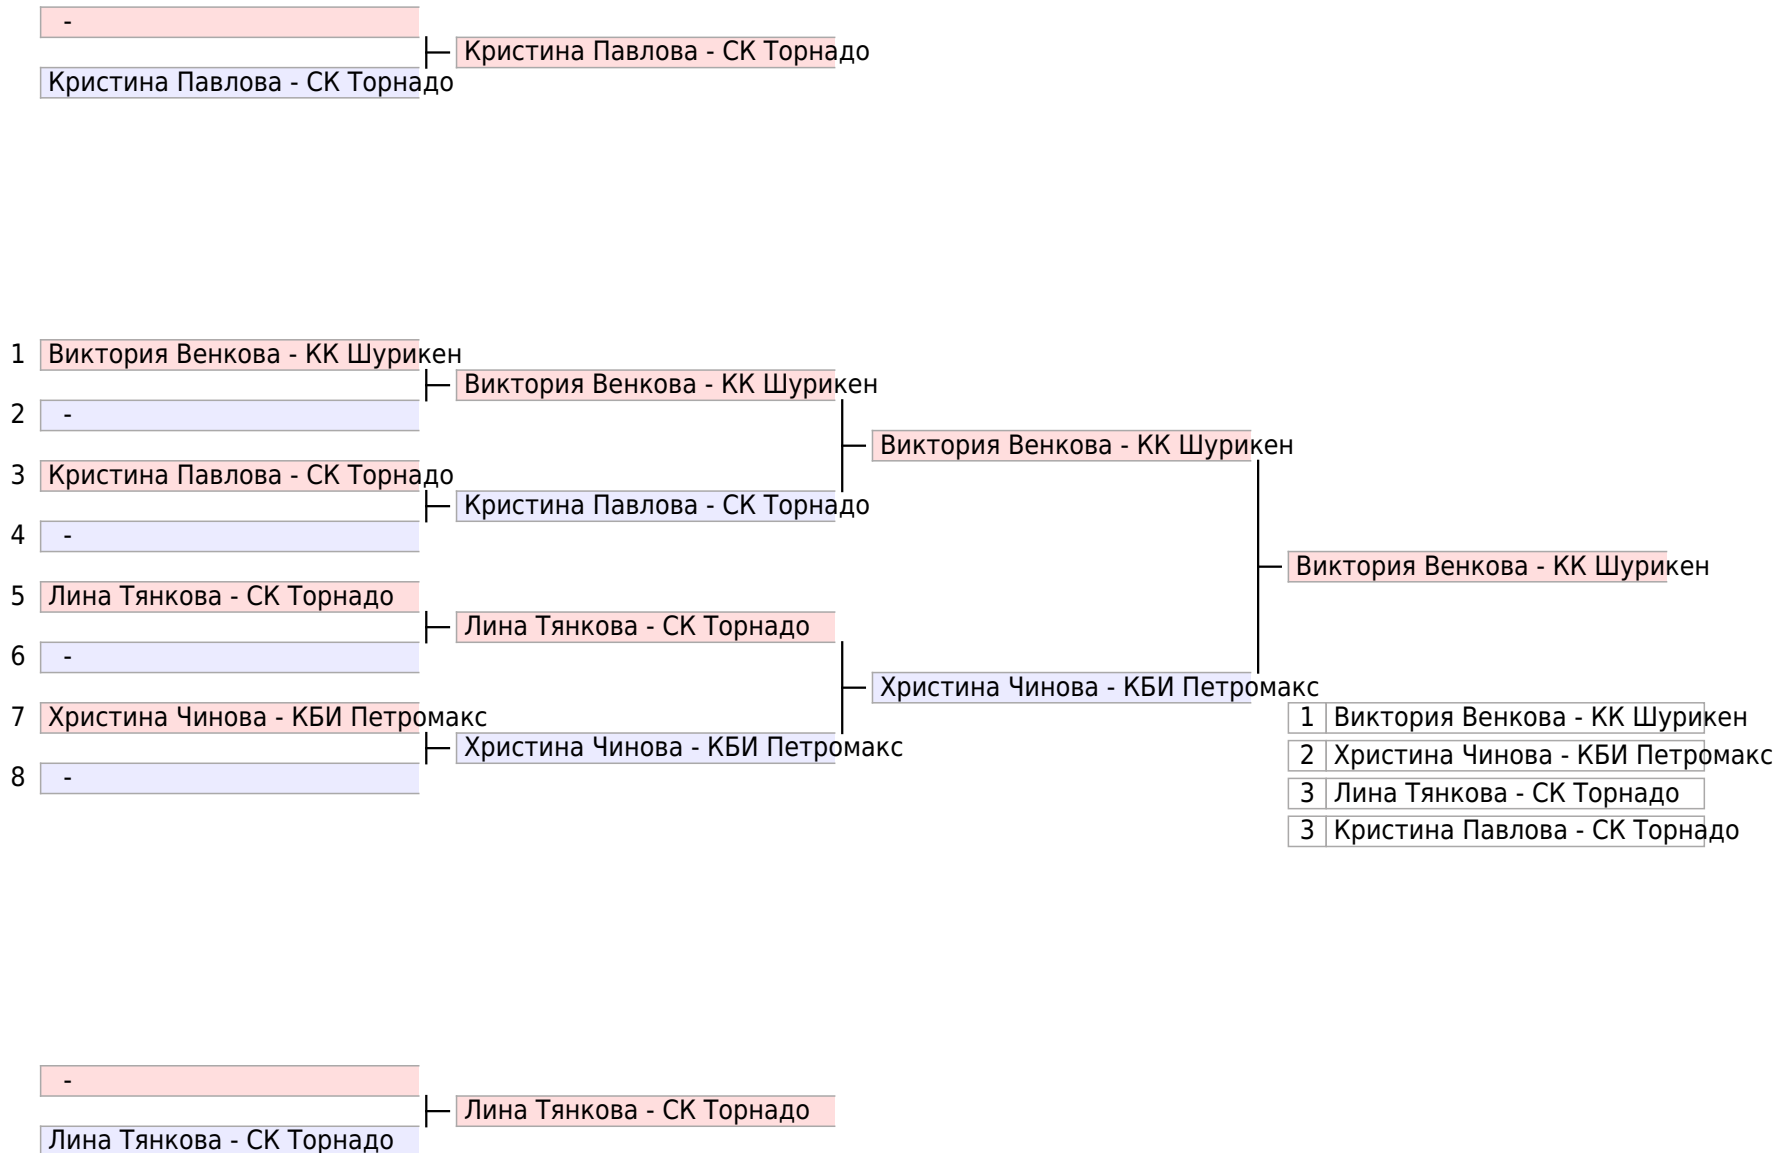 -
Кристина Павлова - СК Торнадо
Кристина Павлова - СК Торнадо
1 Виктория Венкова - КК Шурикен
Виктория Венкова - КК Шурикен
2 -
Виктория Венкова - КК Шурикен
3 Кристина Павлова - СК Торнадо
Кристина Павлова - СК Торнадо
4 -
Виктория Венкова - КК Шурикен
5 Лина Тянкова - СК Торнадо
Лина Тянкова - СК Торнадо
6 -
Христина Чинова - КБИ Петромакс
7 Христина Чинова - КБИ Петромакс
1 Виктория Венкова - КК Шурикен
Христина Чинова - КБИ Петромакс
2 Христина Чинова - КБИ Петромакс
8 -
3 Лина Тянкова - СК Торнадо
3 Кристина Павлова - СК Торнадо
-
Лина Тянкова - СК Торнадо
Лина Тянкова - СК Торнадо